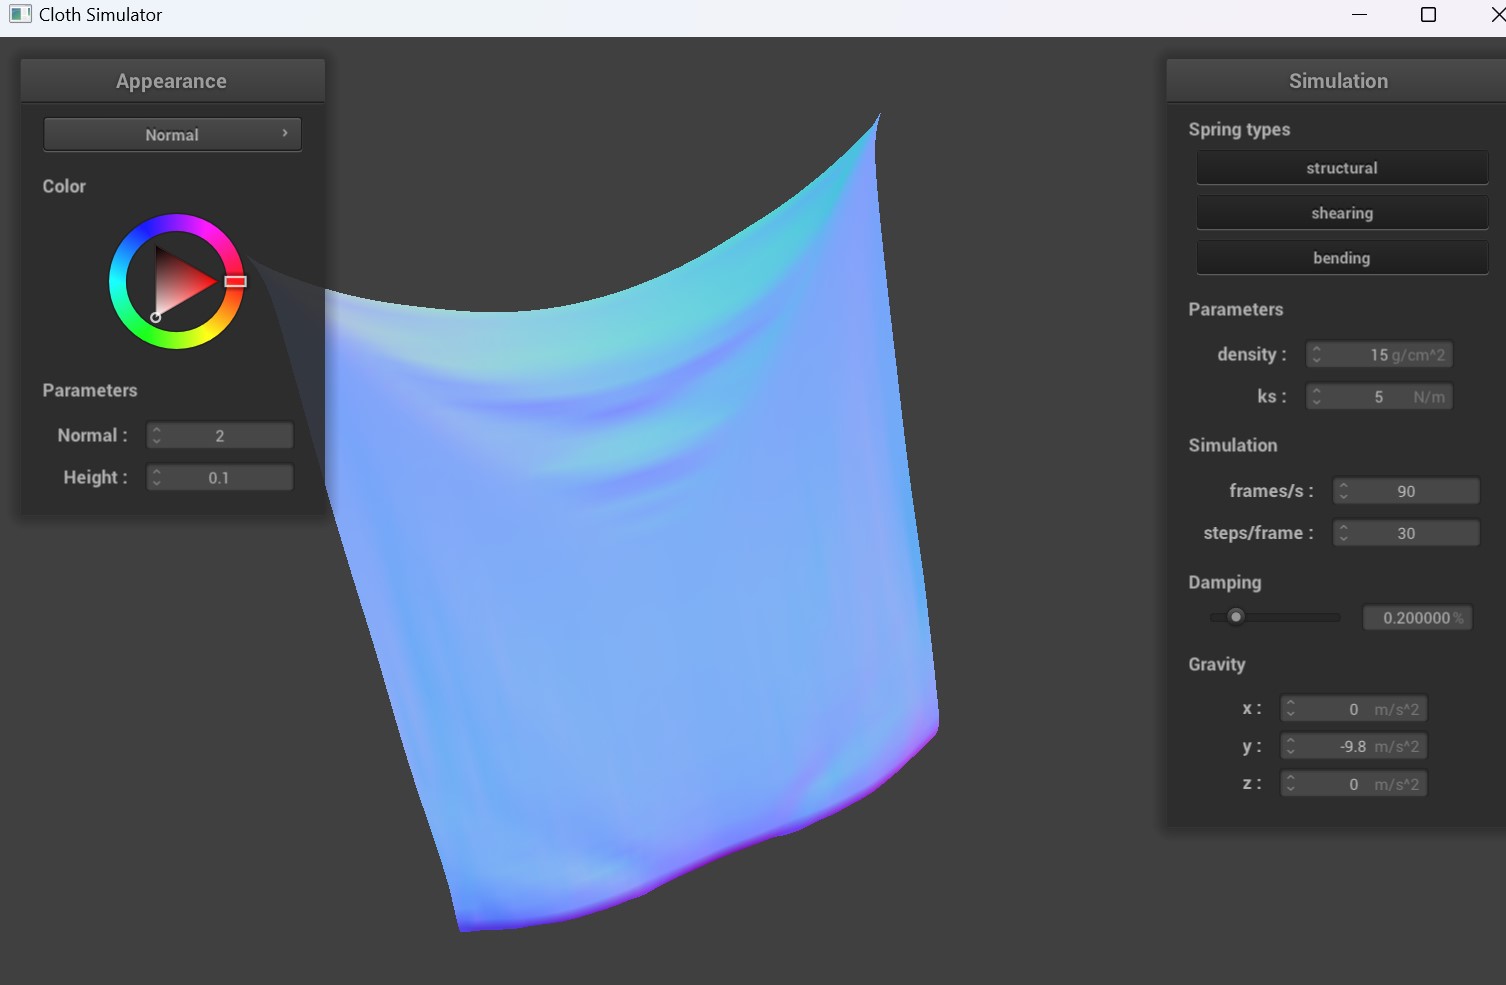 Cloth Simulator
Appearance
Normal
Color
Parameters
Normal : 2
Height : 0.1
Simulation
Spring types
structural
shearing
bending
Parameters
density : 15 g/cm^2
ks : 5 N/m
Simulation
frames/s : 90
steps/frame : 30
Damping
0.200000 %
Gravity
x : 0 m/s^2
y : -9.8 m/s^2
z : 0 m/s^2